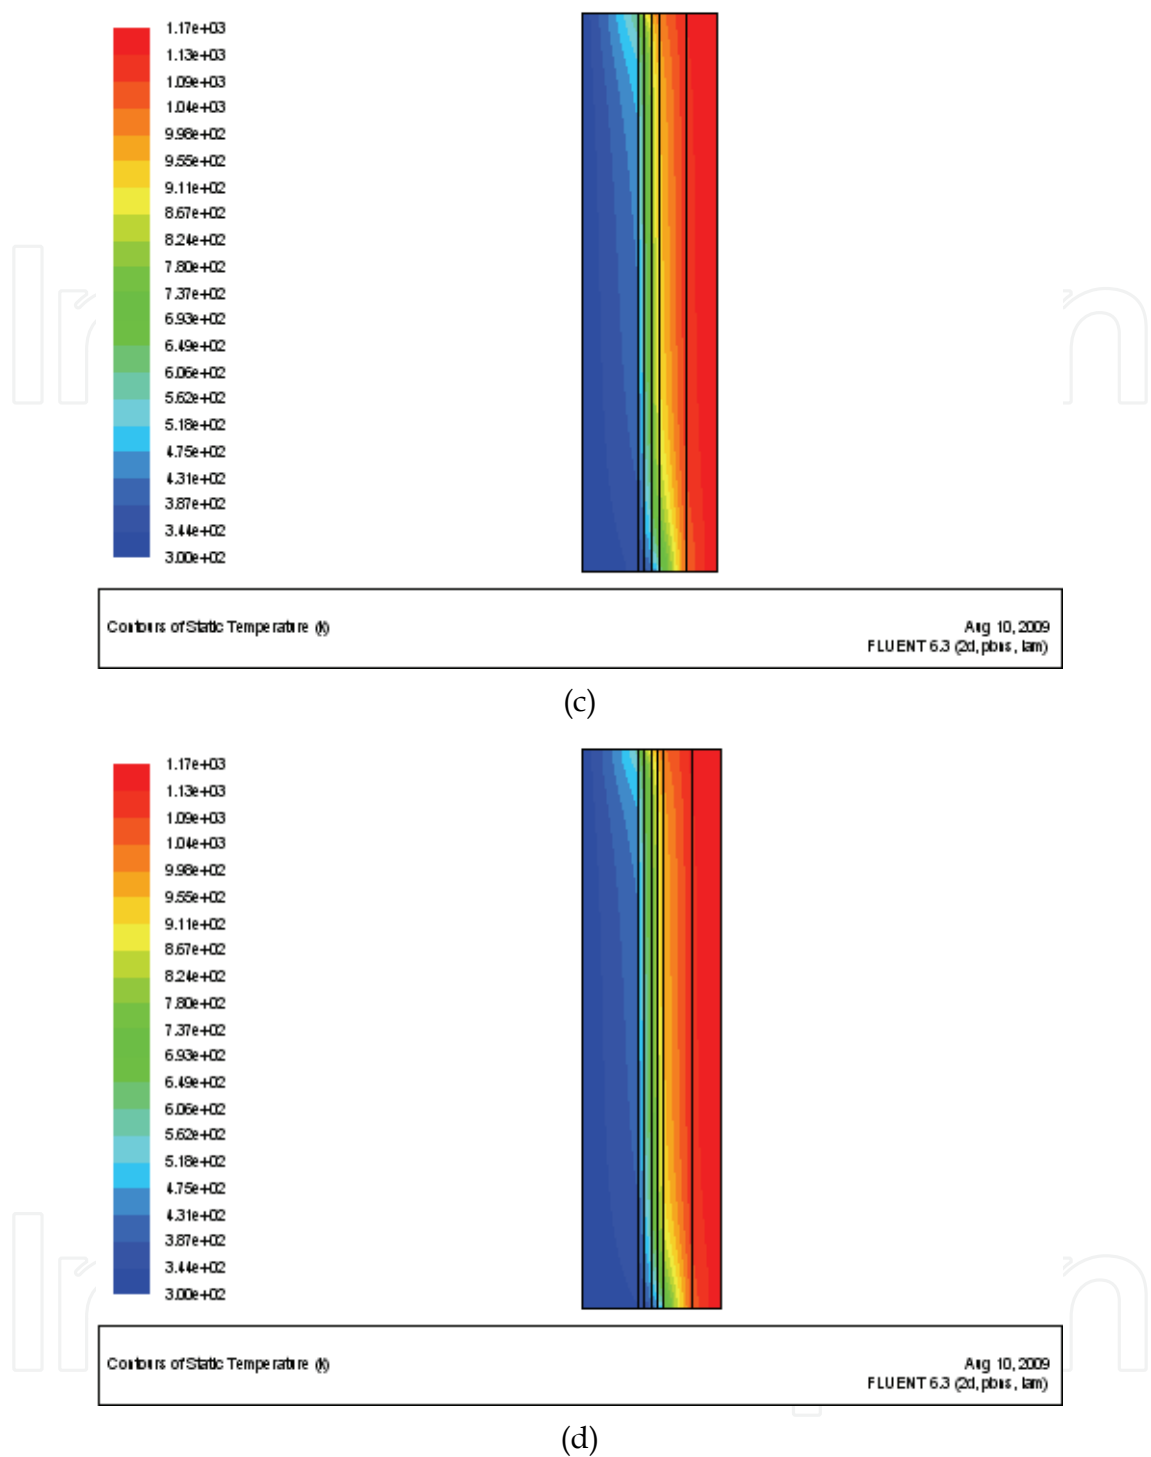 1.17e+03
1.13e+03
1.09e+03
1.04e+03
9.98e+02
9.55e+02
9.11e+02
8.67e+02
8.24e+02
7.80e+02
7.37e+02
6.93e+02
6.49e+02
6.06e+02
5.62e+02
5.18e+02
4.75e+02
4.31e+02
3.87e+02
3.44e+02
3.00e+02
Contours of Static Temperature (k)
Aug 10, 2009
FLUENT 6.3 (2d, pbns, lam)
(c)
1.17e+03
1.13e+03
1.09e+03
1.04e+03
9.98e+02
9.55e+02
9.11e+02
8.67e+02
8.24e+02
7.80e+02
7.37e+02
6.93e+02
6.49e+02
6.06e+02
5.62e+02
5.18e+02
4.75e+02
4.31e+02
3.87e+02
3.44e+02
3.00e+02
Contours of Static Temperature (k)
Aug 10, 2009
FLUENT 6.3 (2d, pbns, lam)
(d)